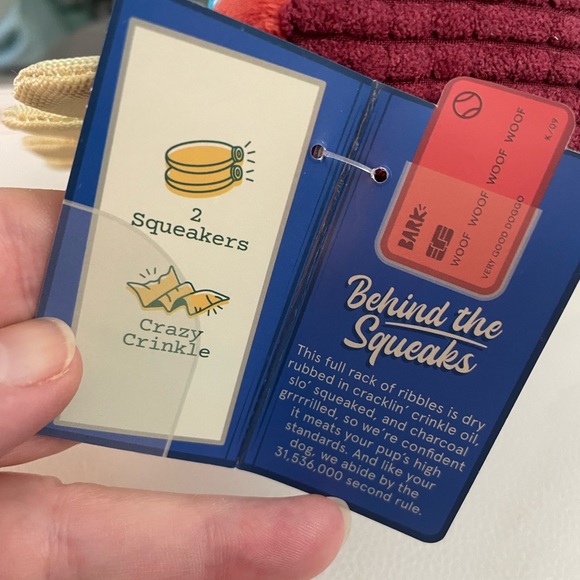 2
Squeakers
Crazy
Crinkle
BARK
WOOF WOOF WOOF WOOF
K/09
VERY GOOD DOGGO
Behind the
Squeaks
This full rack of ribbles is dry
rubbed in cracklin' crinkle oil,
slo' squeaked, and charcoal
grrrrilled, so we're confident
it meats your pup's high
standards. And like your
dog, we abide by the
31,536,000 second rule.